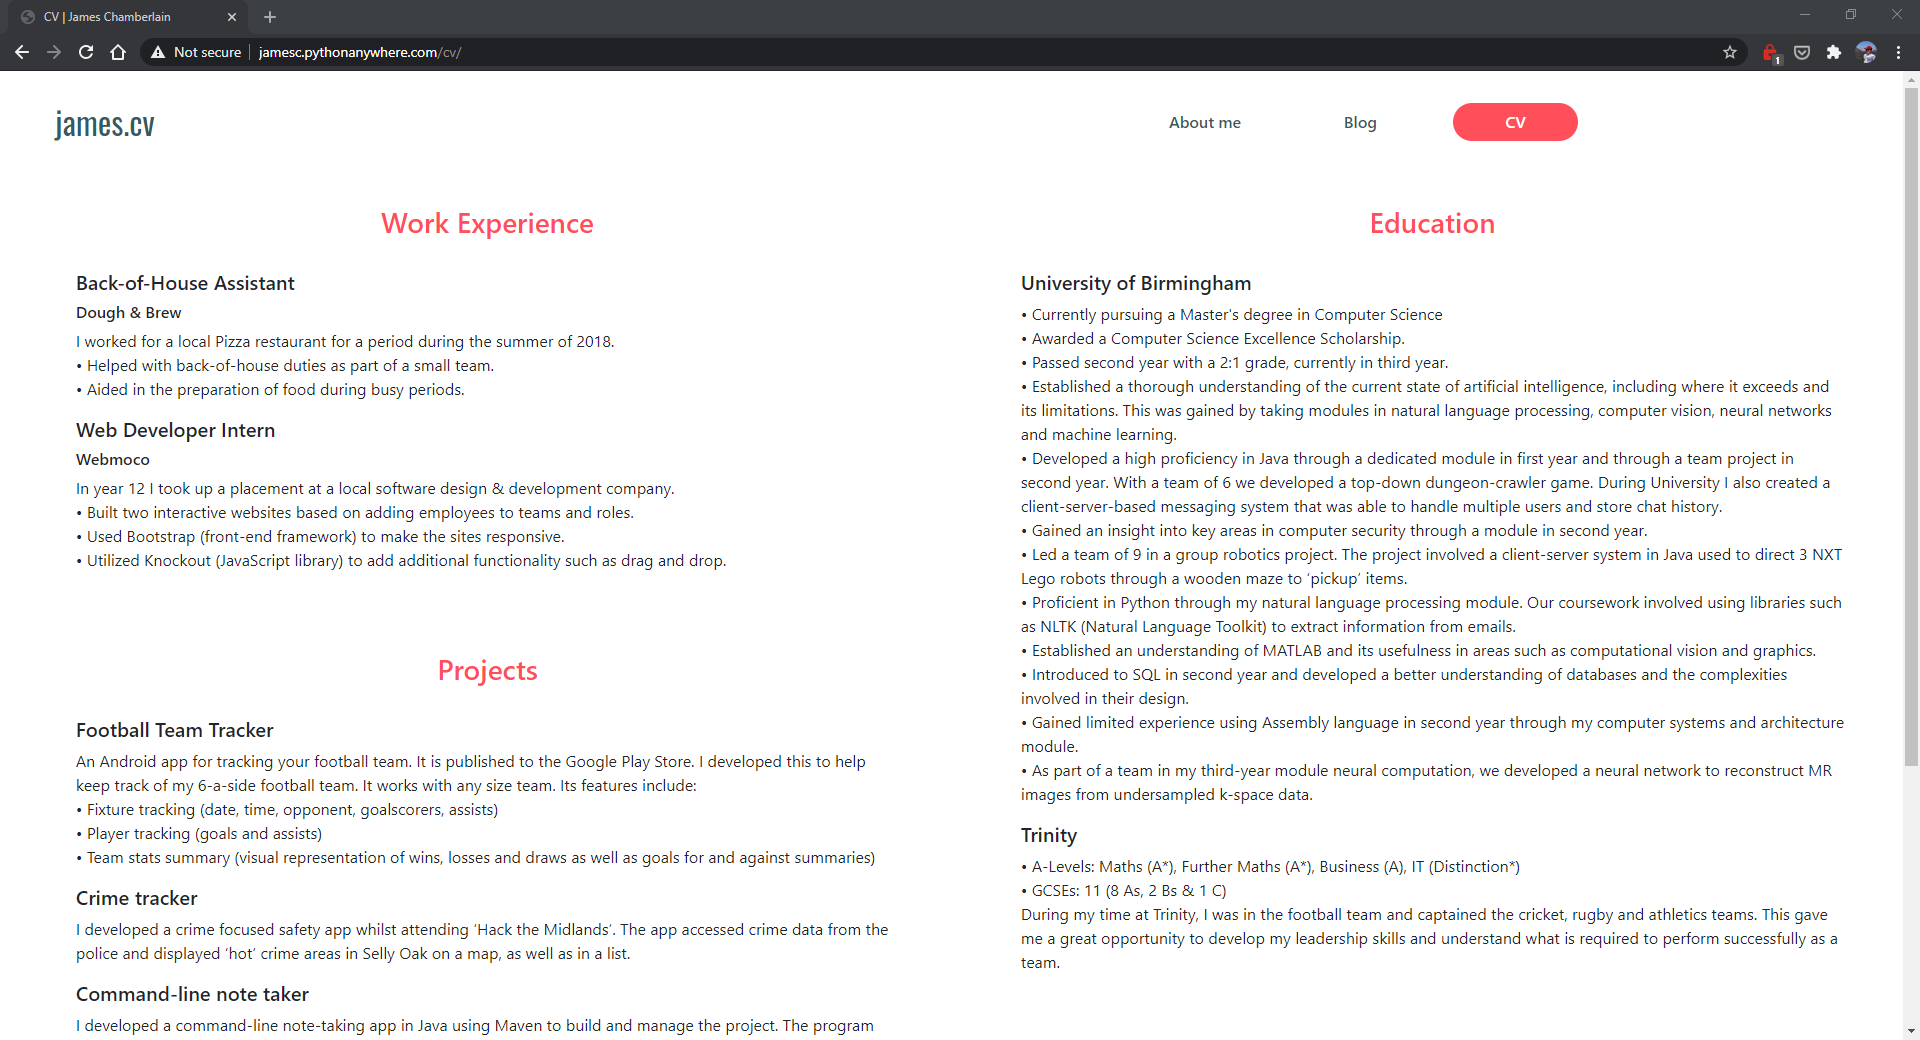 CV | James Chamberlain
Not secure
jamesc.pythonanywhere.com/cv/
1
james.cv
About me
Blog
CV
Work Experience
Back-of-House Assistant
Dough & Brew
I worked for a local Pizza restaurant for a period during the summer of 2018.
• Helped with back-of-house duties as part of a small team.
• Aided in the preparation of food during busy periods.
Web Developer Intern
Webmoco
In year 12 I took up a placement at a local software design & development company.
• Built two interactive websites based on adding employees to teams and roles.
• Used Bootstrap (front-end framework) to make the sites responsive.
• Utilized Knockout (JavaScript library) to add additional functionality such as drag and drop.
Projects
Football Team Tracker
An Android app for tracking your football team. It is published to the Google Play Store. I developed this to help
keep track of my 6-a-side football team. It works with any size team. Its features include:
• Fixture tracking (date, time, opponent, goalscorers, assists)
• Player tracking (goals and assists)
• Team stats summary (visual representation of wins, losses and draws as well as goals for and against summaries)
Crime tracker
I developed a crime focused safety app whilst attending ‘Hack the Midlands’. The app accessed crime data from the
police and displayed ‘hot’ crime areas in Selly Oak on a map, as well as in a list.
Command-line note taker
I developed a command-line note-taking app in Java using Maven to build and manage the project. The program
Education
University of Birmingham
• Currently pursuing a Master's degree in Computer Science
• Awarded a Computer Science Excellence Scholarship.
• Passed second year with a 2:1 grade, currently in third year.
• Established a thorough understanding of the current state of artificial intelligence, including where it exceeds and
its limitations. This was gained by taking modules in natural language processing, computer vision, neural networks
and machine learning.
• Developed a high proficiency in Java through a dedicated module in first year and through a team project in
second year. With a team of 6 we developed a top-down dungeon-crawler game. During University I also created a
client-server-based messaging system that was able to handle multiple users and store chat history.
• Gained an insight into key areas in computer security through a module in second year.
• Led a team of 9 in a group robotics project. The project involved a client-server system in Java used to direct 3 NXT
Lego robots through a wooden maze to ‘pickup’ items.
• Proficient in Python through my natural language processing module. Our coursework involved using libraries such
as NLTK (Natural Language Toolkit) to extract information from emails.
• Established an understanding of MATLAB and its usefulness in areas such as computational vision and graphics.
• Introduced to SQL in second year and developed a better understanding of databases and the complexities
involved in their design.
• Gained limited experience using Assembly language in second year through my computer systems and architecture
module.
• As part of a team in my third-year module neural computation, we developed a neural network to reconstruct MR
images from undersampled k-space data.
Trinity
• A-Levels: Maths (A*), Further Maths (A*), Business (A), IT (Distinction*)
• GCSEs: 11 (8 As, 2 Bs & 1 C)
During my time at Trinity, I was in the football team and captained the cricket, rugby and athletics teams. This gave
me a great opportunity to develop my leadership skills and understand what is required to perform successfully as a
team.